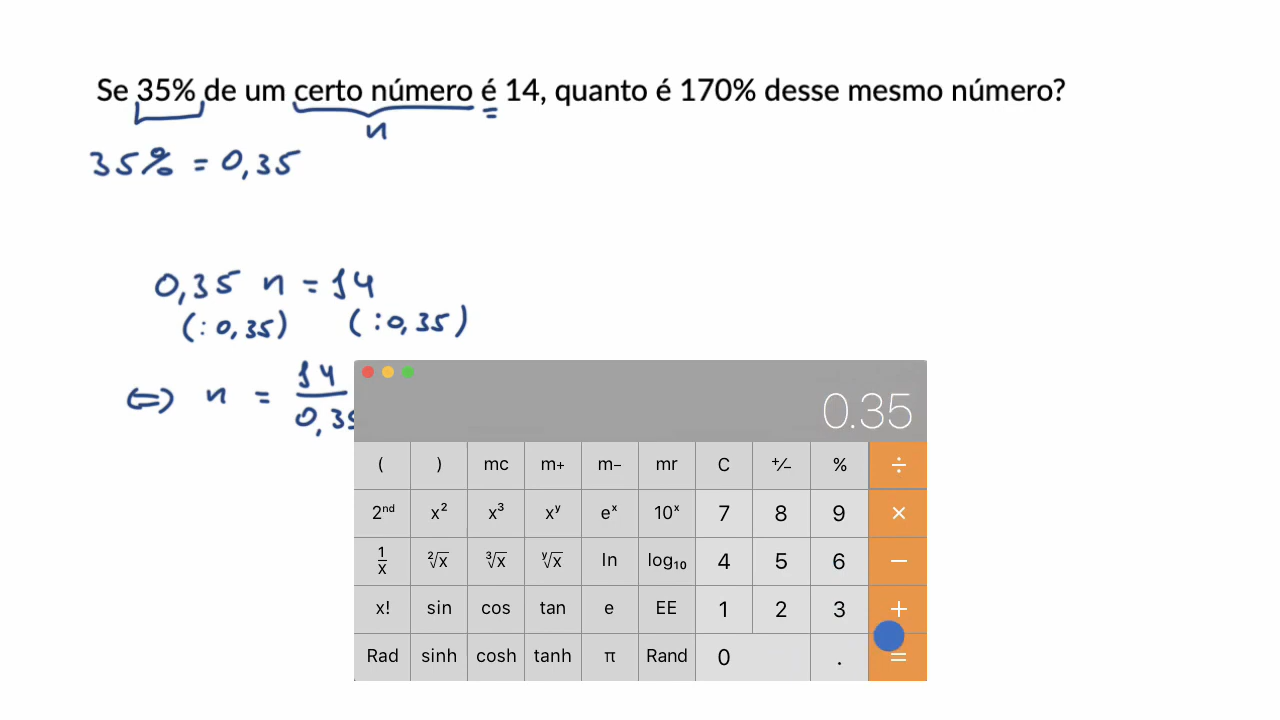 Se 35% de um certo número é 14, quanto é 170% desse mesmo número?
n
35% = 0,35
0,35 n = 14
(:0,35) (:0,35)
⇔ n = 14
0,35
0.35
( ) mc m+ m− mr C ⁺⁄₋ % ÷
2ⁿᵈ x² x³ xʸ eˣ 10ˣ 7 8 9 ×
1/x ²√x ³√x ʸ√x ln log₁₀ 4 5 6 −
x! sin cos tan e EE 1 2 3 +
Rad sinh cosh tanh π Rand 0 . =